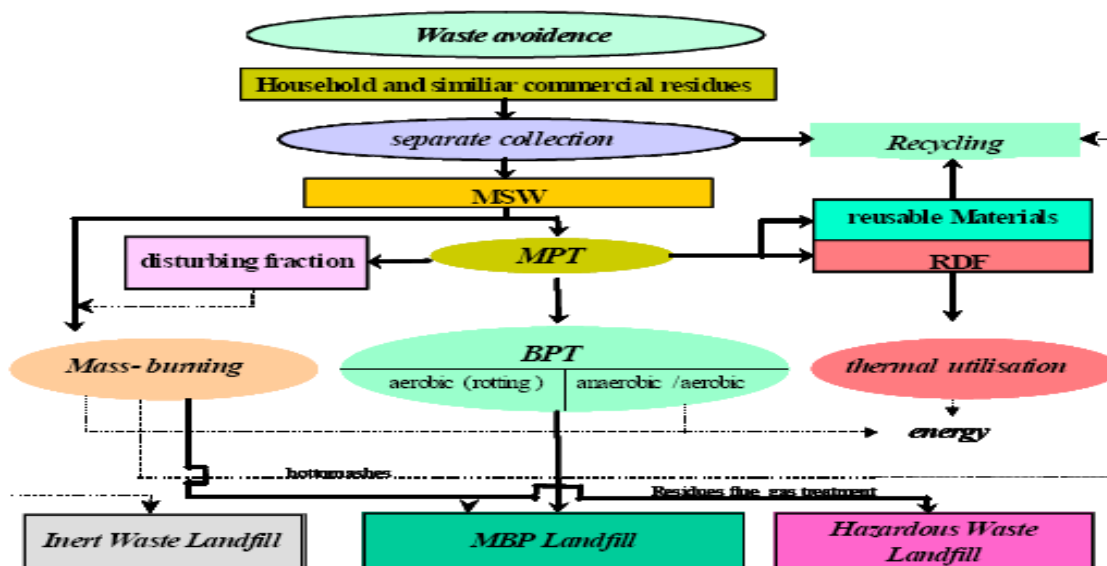 Waste avoidence
Household and similiar commercial residues
separate collection
Recycling
MSW
reusable Materials
disturbing fraction
MPT
RDF
Mass- burning
BPT
aerobic (rotting )
anaerobic /aerobic
thermal utilisation
energy
bottomashes
Residues flue gas treatment
Inert Waste Landfill
MBP Landfill
Hazardous Waste
Landfill